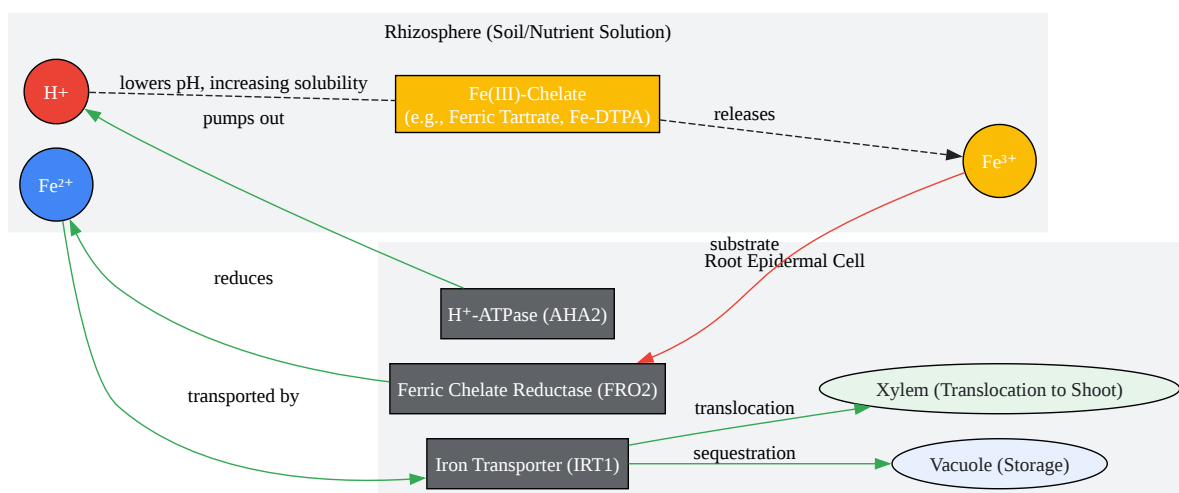 Rhizosphere (Soil/Nutrient Solution)
H+
lowers pH, increasing solubility
pumps out
Fe(III)-Chelate
(e.g., Ferric Tartrate, Fe-DTPA)
releases
Fe³⁺
Fe²⁺
substrate
Root Epidermal Cell
reduces
H⁺-ATPase (AHA2)
Ferric Chelate Reductase (FRO2)
transported by
translocation
Xylem (Translocation to Shoot)
Iron Transporter (IRT1)
sequestration
Vacuole (Storage)